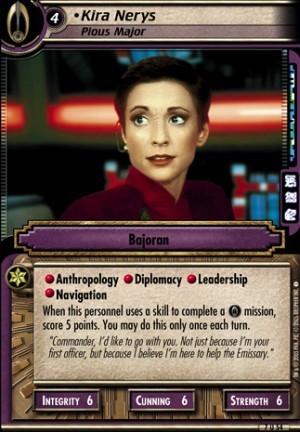 4
•Kira Nerys
Pious Major
Bajoran
Anthropology Diplomacy Leadership
Navigation
When this personnel uses a skill to complete a mission,
score 5 points. You may do this only once each turn.
"Commander, I'd like to go with you. Not just because I'm your
first officer, but because I believe I'm here to help the Emissary."
INTEGRITY 6 CUNNING 6 STRENGTH 6